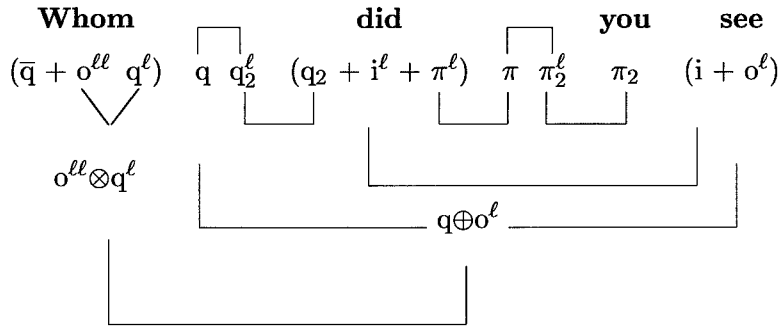 Whom did you see
(q̅ + oˡˡ qˡ) q q₂ˡ (q₂ + iˡ + πˡ) π π₂ˡ π₂ (i + oˡ)
oˡˡ⊗qˡ
q⊕oˡ